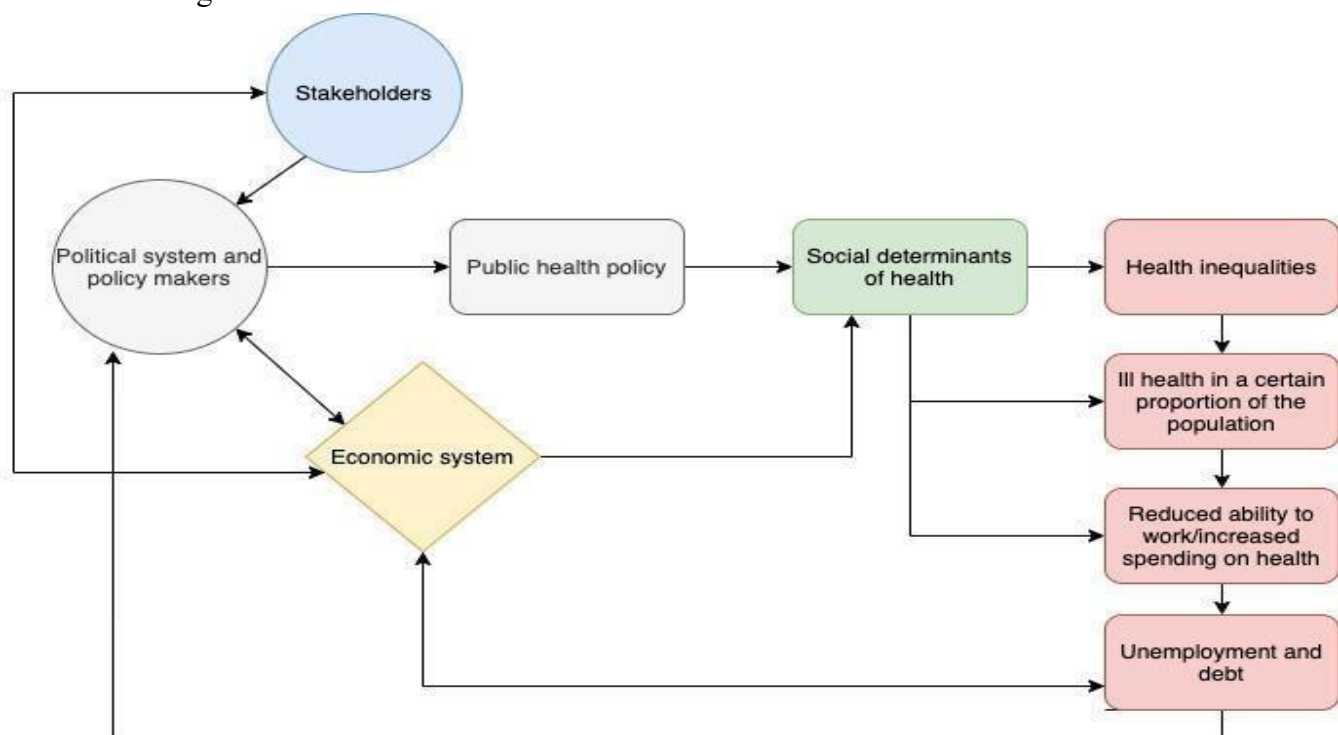 Stakeholders
Political system and
policy makers
Public health policy
Social determinants
of health
Health inequalities
Ill health in a certain
proportion of the
population
Economic system
Reduced ability to
work/increased
spending on health
Unemployment and
debt